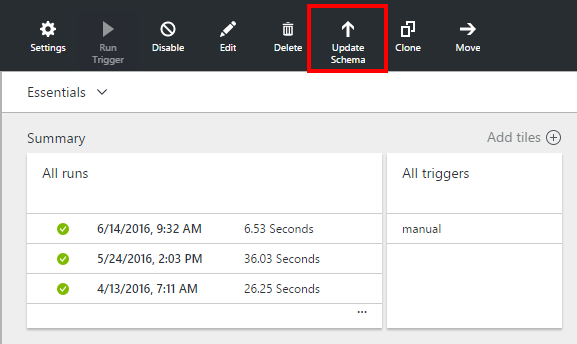 Settings
Run
Trigger
Disable
Edit
Delete
Update
Schema
Clone
Move
Essentials
Summary
Add tiles
All runs
All triggers
6/14/2016, 9:32 AM 6.53 Seconds
manual
5/24/2016, 2:03 PM 36.03 Seconds
4/13/2016, 7:11 AM 26.25 Seconds
...